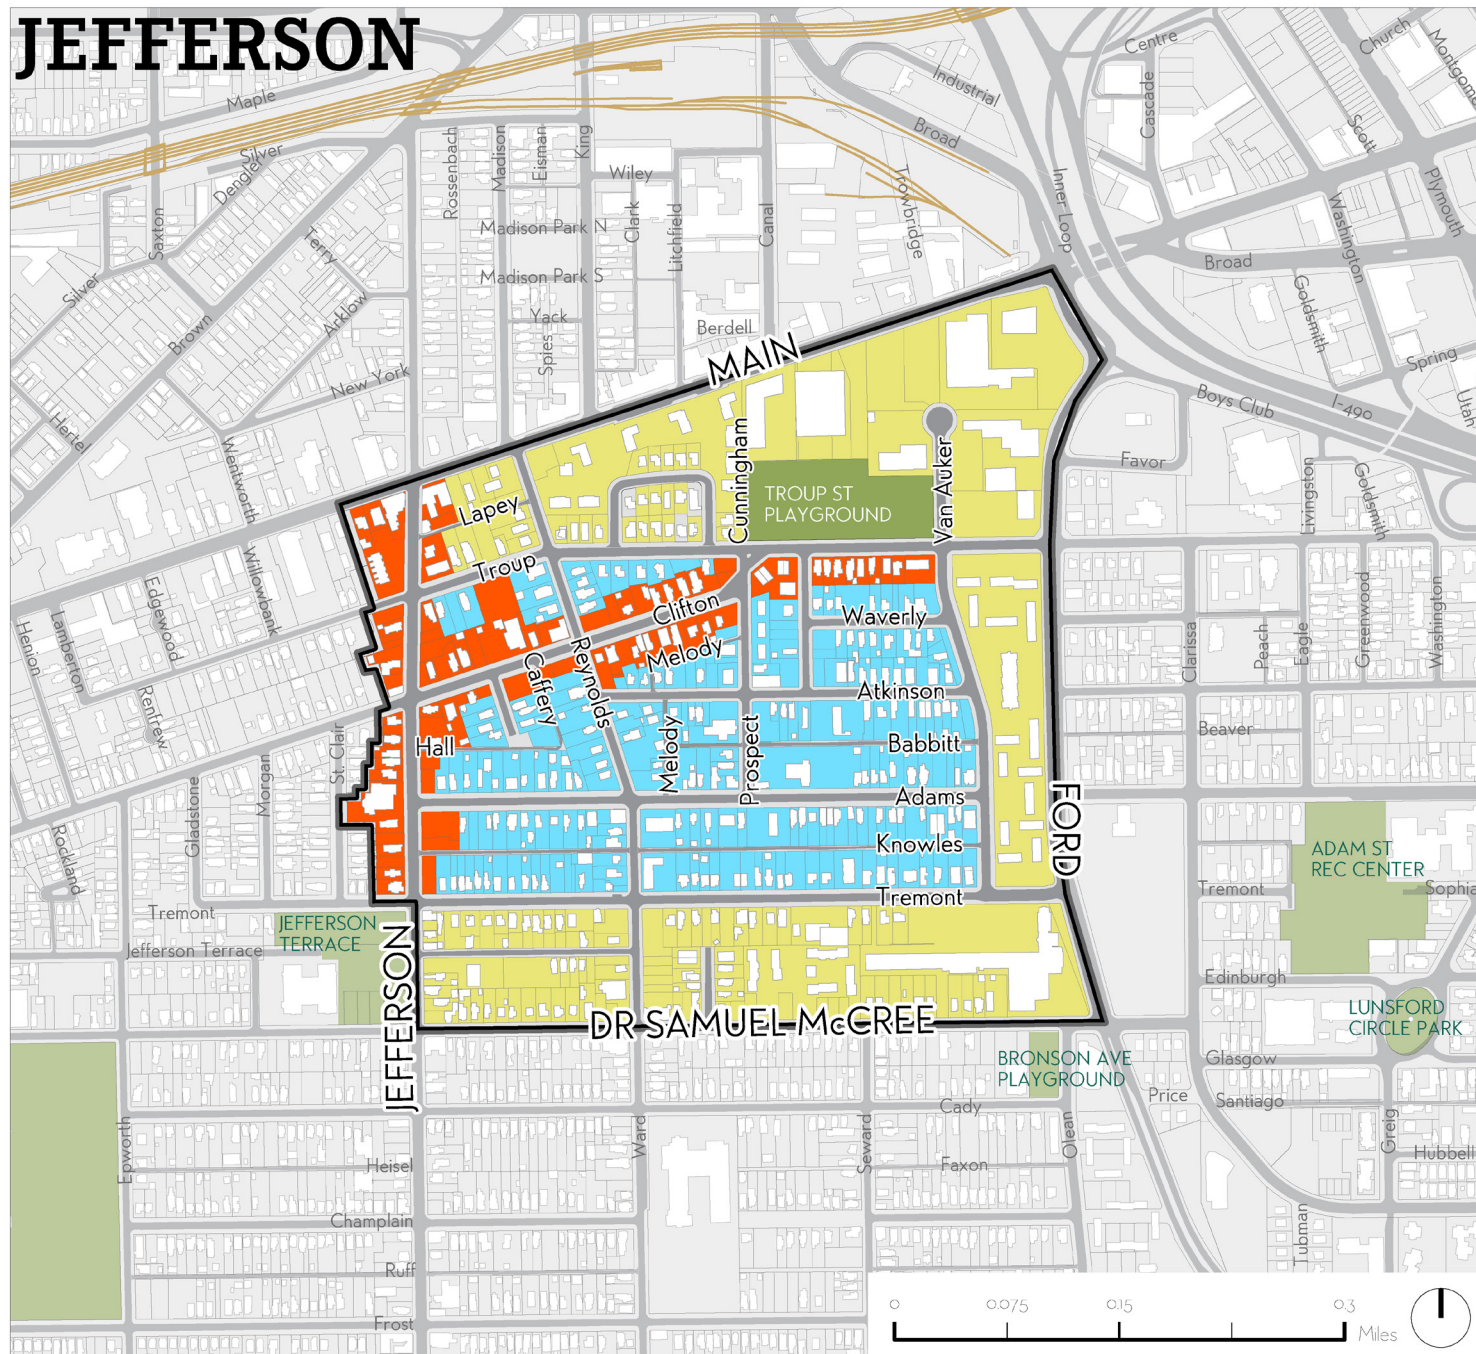 JEFFERSON
Maple
Silver
Dengler
Saxton
Silver
Terry
Arklow
Brown
New York
Hertel
Wentworth
Willowbank
Edgewood
Lamberton
Henion
Renfrew
St. Clair
Morgan
Gladstone
Rockland
Rossenbach
Madison
Eisman
King
Wiley
Clark
Litchfield
Canal
Madison Park N
Madison Park S
Yack
Spies
Berdell
Industrial
Broad
Trowbridge
Inner Loop
Centre
Cascade
Church
Montgome
Scott
Plymouth
Washington
Broad
Goldsmith
Spring
Utah
I-490
Boys Club
Favor
Livingston
Goldsmith
Clarissa
Peach
Eagle
Greenwood
Washington
Beaver
MAIN
Cunningham
Van Auker
TROUP ST
PLAYGROUND
Lapey
Troup
Clifton
Melody
Waverly
Reynolds
Caffery
Atkinson
Hall
Melody
Prospect
Babbitt
Adams
Knowles
Tremont
FORD
ADAM ST
REC CENTER
Tremont
Sophia
Edinburgh
LUNSFORD
CIRCLE PARK
Tremont
Jefferson Terrace
JEFFERSON
TERRACE
JEFFERSON
DR SAMUEL McCREE
BRONSON AVE
PLAYGROUND
Glasgow
Price
Santiago
Greig
Hubbell
Tubman
Olean
Cady
Faxon
Seward
Ward
Epworth
Heisel
Champlain
Ruff
Frost
0
0.075
0.15
0.3
Miles